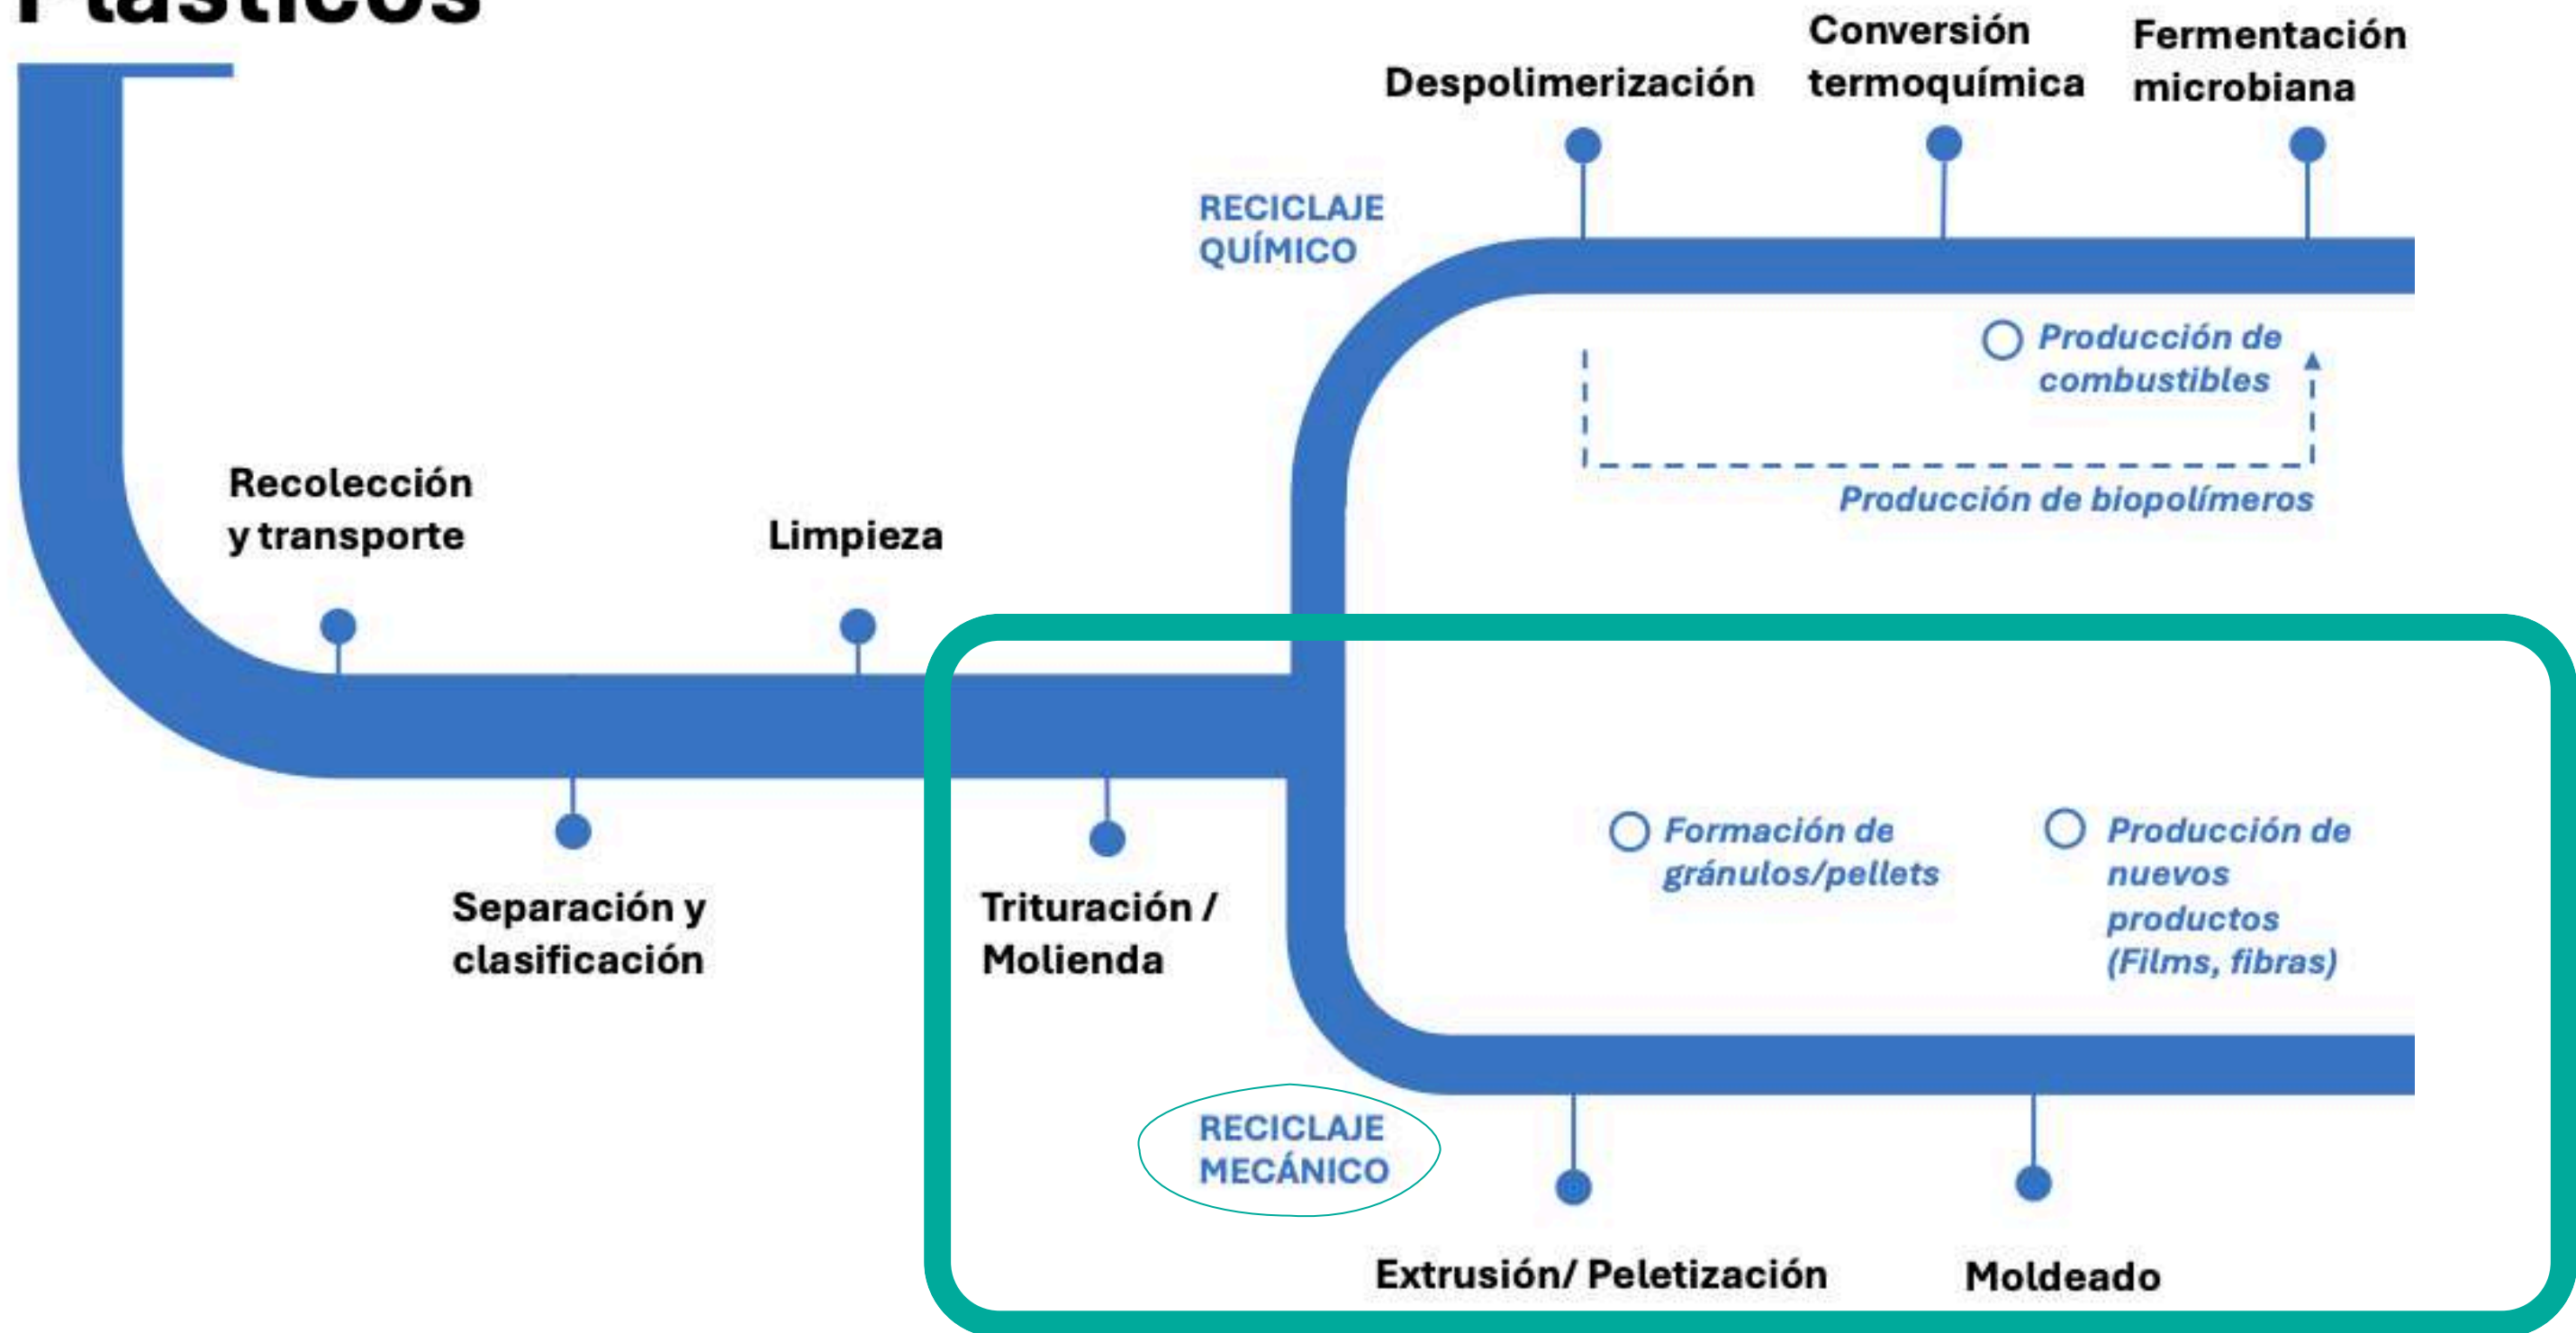 Plásticos
Conversión
termoquímica
Fermentación
microbiana
Despolimerización
RECICLAJE
QUÍMICO
Producción de
combustibles
Producción de biopolímeros
Recolección
y transporte
Limpieza
Separación y
clasificación
Trituración /
Molienda
Formación de
gránulos/pellets
Producción de
nuevos
productos
(Films, fibras)
RECICLAJE
MECÁNICO
Extrusión/ Peletización
Moldeado